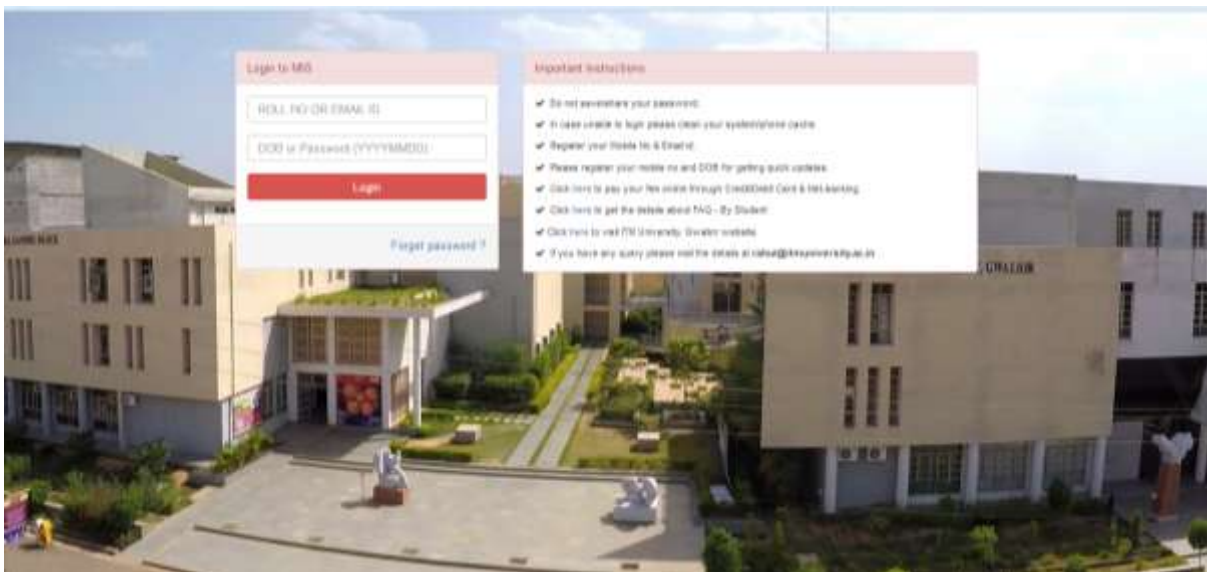 Login to MIS
ROLL NO OR EMAIL ID
DOB or Password (YYYYMMDD)
Login
Forget password ?
Important Instructions
✔ Do not save/share your password.
✔ In case unable to login please clean your system/phone cache.
✔ Register your Mobile No & Email id.
✔ Please register your mobile no and DOB for getting quick updates.
✔ Click here to pay your fee online through Credit/Debit Card & Net-banking.
✔ Click here to get the details about FAQ - By Student
✔ Click here to visit ITM University, Gwalior website.
✔ If you have any query please mail the details at
GWALIOR